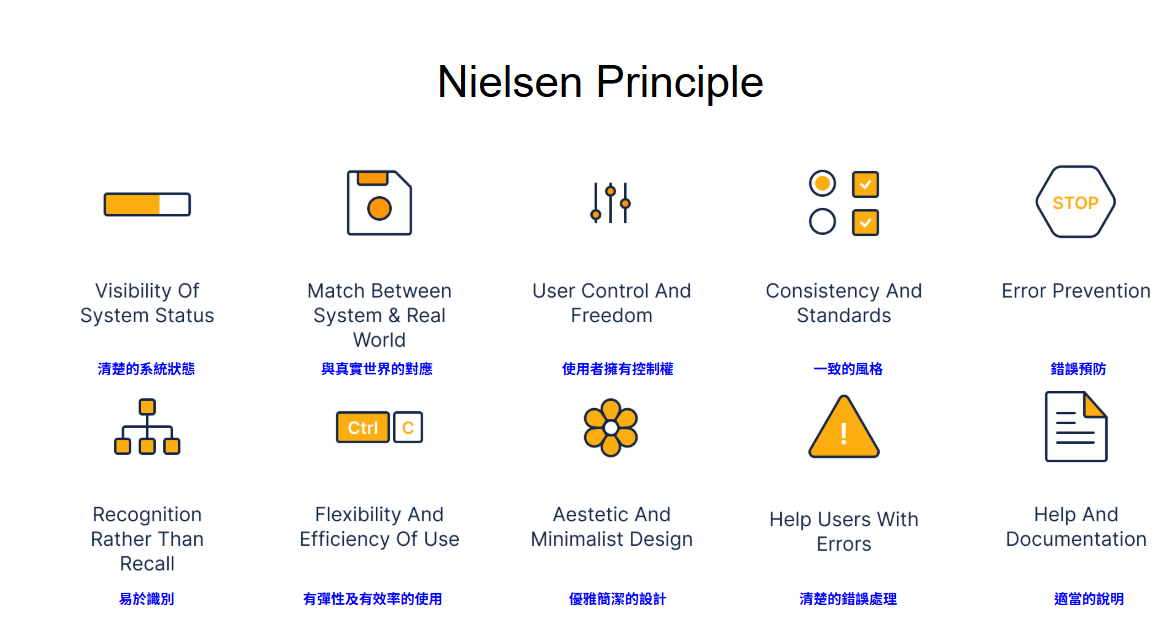 Nielsen Principle
STOP
Visibility Of
System Status
清楚的系統狀態
Match Between
System & Real
World
與真實世界的對應
User Control And
Freedom
使用者擁有控制權
Consistency And
Standards
一致的風格
Error Prevention
錯誤預防
Recognition
Rather Than
Recall
易於識別
Ctrl C
Flexibility And
Efficiency Of Use
有彈性及有效率的使用
Aestetic And
Minimalist Design
優雅簡潔的設計
!
Help Users With
Errors
清楚的錯誤處理
Help And
Documentation
適當的說明